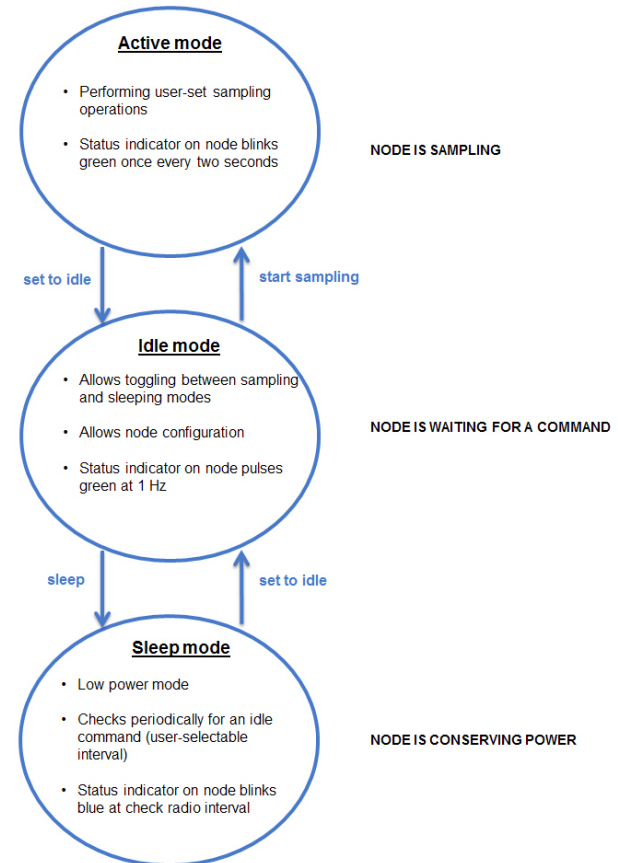 Active mode
• Performing user-set sampling
operations
• Status indicator on node blinks
green once every two seconds
NODE IS SAMPLING
set to idle
start sampling
Idle mode
• Allows toggling between sampling
and sleeping modes
• Allows node configuration
• Status indicator on node pulses
green at 1 Hz
NODE IS WAITING FOR A COMMAND
sleep
set to idle
Sleep mode
• Low power mode
• Checks periodically for an idle
command (user-selectable
interval)
• Status indicator on node blinks
blue at check radio interval
NODE IS CONSERVING POWER